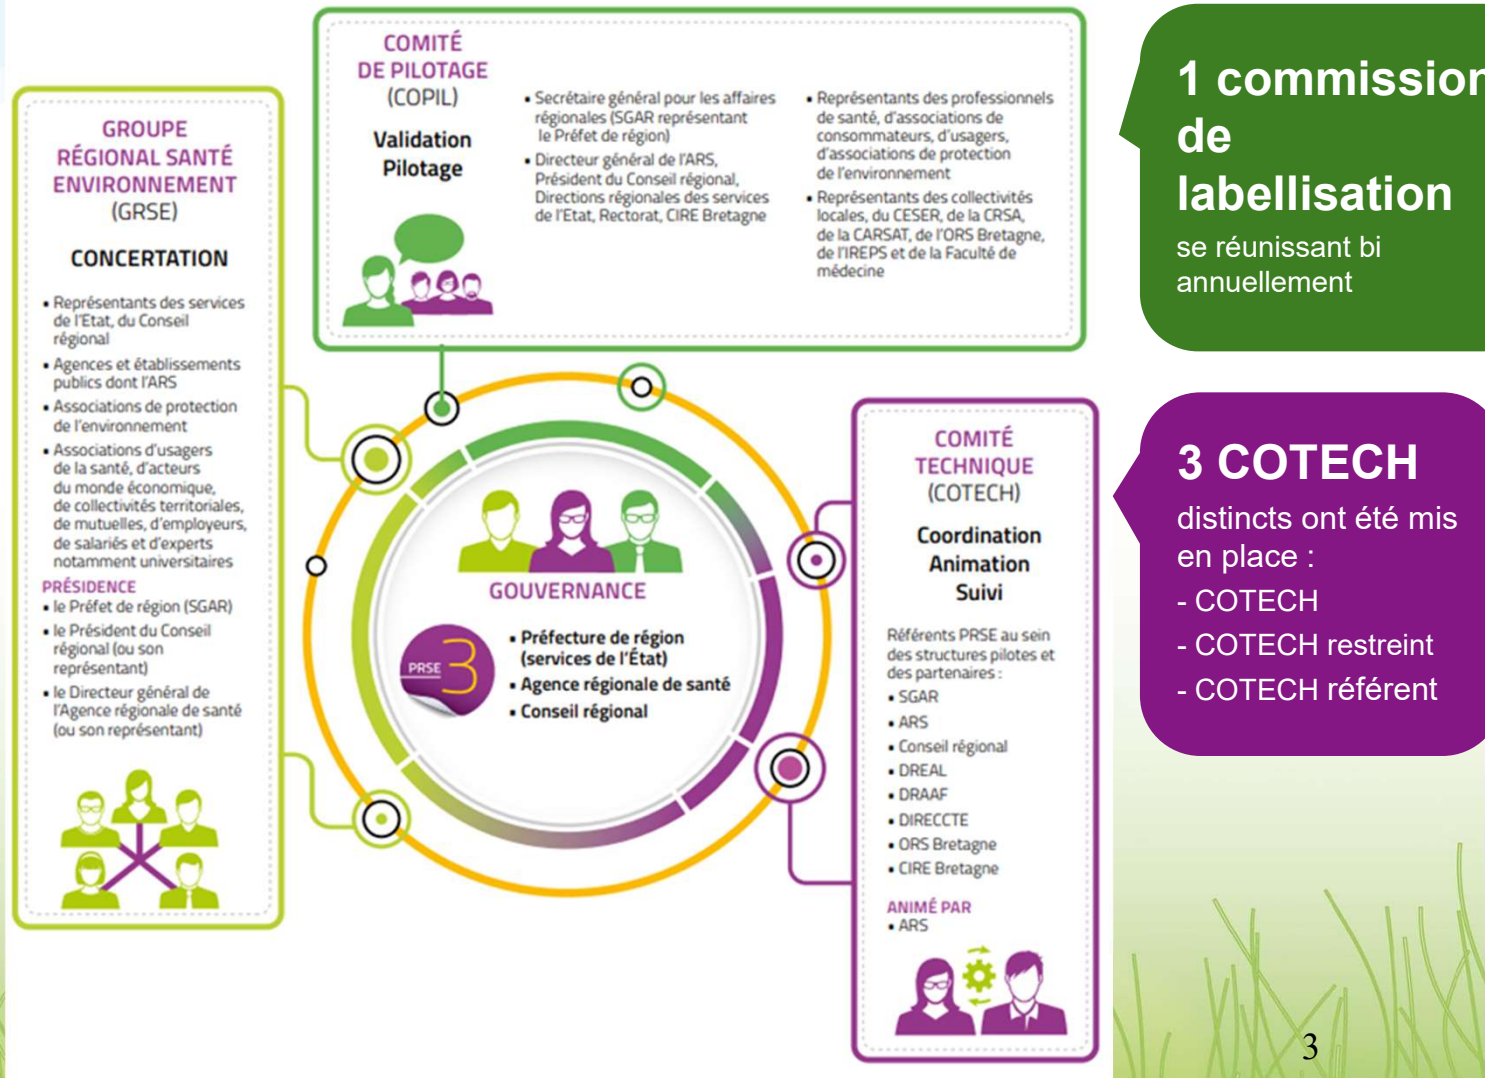 COMITÉ
DE PILOTAGE
(COPIL)
Validation
Pilotage
▪ Secrétaire général pour les affaires
régionales (SGAR représentant
le Préfet de région)
▪ Directeur général de l'ARS,
Président du Conseil régional,
Directions régionales des services
de l'Etat, Rectorat, CIRE Bretagne
▪ Représentants des professionnels
de santé, d'associations de
consommateurs, d'usagers,
d'associations de protection
de l'environnement
▪ Représentants des collectivités
locales, du CESER, de la CRSA,
de la CARSAT, de l'ORS Bretagne,
de l'IREPS et de la Faculté de
médecine
GROUPE
RÉGIONAL SANTÉ
ENVIRONNEMENT
(GRSE)
CONCERTATION
▪ Représentants des services
de l'Etat, du Conseil
régional
▪ Agences et établissements
publics dont l'ARS
▪ Associations de protection
de l'environnement
▪ Associations d'usagers
de la santé, d'acteurs
du monde économique,
de collectivités territoriales,
de mutuelles, d'employeurs,
de salariés et d'experts
notamment universitaires
PRÉSIDENCE
▪ le Préfet de région (SGAR)
▪ le Président du Conseil
régional (ou son
représentant)
▪ le Directeur général de
l'Agence régionale de santé
(ou son représentant)
GOUVERNANCE
PRSE 3
▪ Préfecture de région
(services de l'État)
▪ Agence régionale de santé
▪ Conseil régional
COMITÉ
TECHNIQUE
(COTECH)
Coordination
Animation
Suivi
Référents PRSE au sein
des structures pilotes et
des partenaires :
▪ SGAR
▪ ARS
▪ Conseil régional
▪ DREAL
▪ DRAAF
▪ DIRECCTE
▪ ORS Bretagne
▪ CIRE Bretagne
ANIMÉ PAR
▪ ARS
1 commission
de
labellisation
se réunissant bi
annuellement
3 COTECH
distincts ont été mis
en place :
- COTECH
- COTECH restreint
- COTECH référent
3